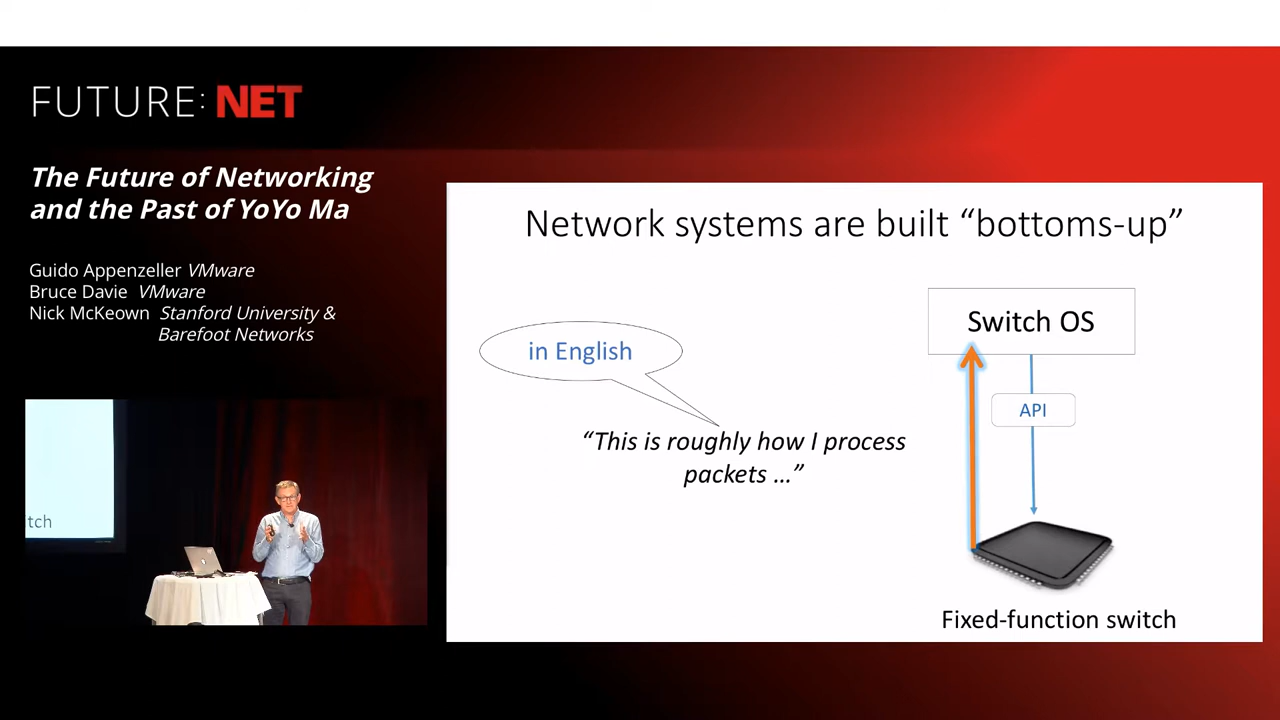 FUTURE: NET
The Future of Networking
and the Past of YoYo Ma
Guido Appenzeller VMware
Bruce Davie VMware
Nick McKeown Stanford University &
Barefoot Networks
tch
Network systems are built “bottoms-up”
Switch OS
in English
API
“This is roughly how I process
packets …”
Fixed-function switch